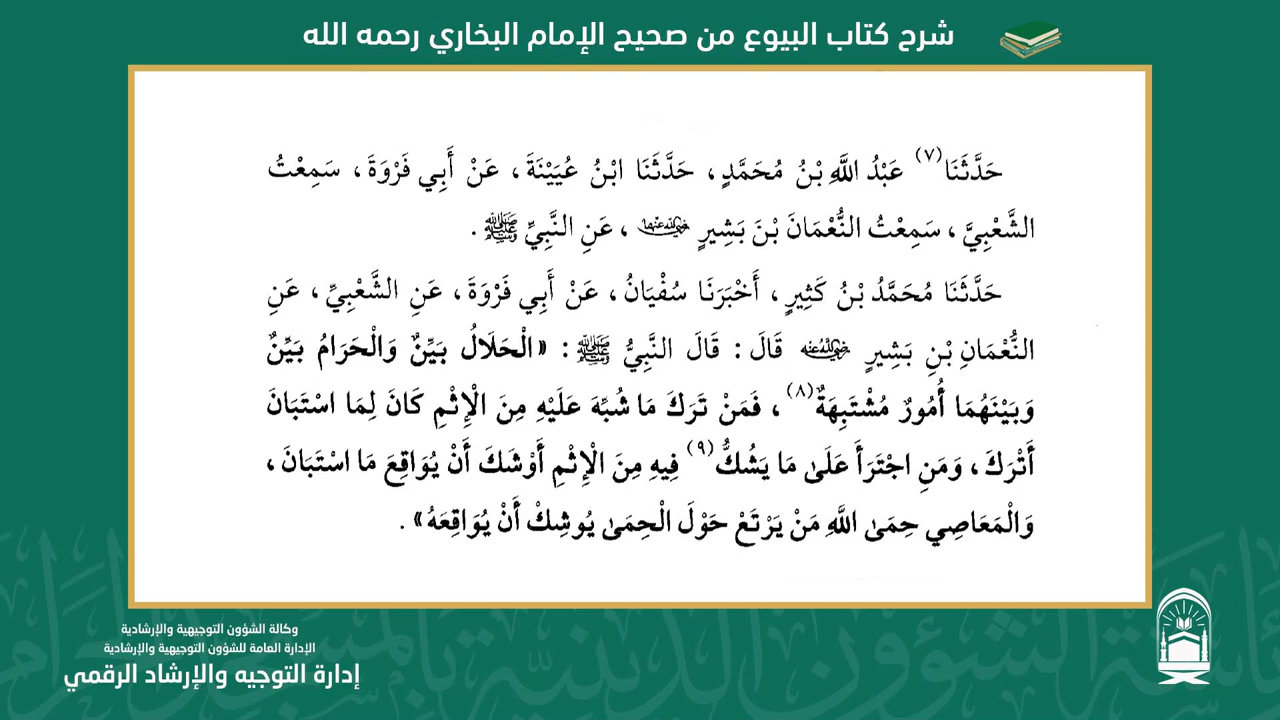 شرح كتاب البيوع من صحيح الإمام البخاري رحمه الله
حَدَّثَنَا(٧) عَبْدُ اللَّهِ بْنُ مُحَمَّدٍ، حَدَّثَنَا ابْنُ عُيَيْنَةَ، عَنْ أَبِي فَرْوَةَ، سَمِعْتُ
الشَّعْبِيَّ، سَمِعْتُ النُّعْمَانَ بْنَ بَشِيرٍ رضي الله عنهما، عَنِ النَّبِيِّ ﷺ.
حَدَّثَنَا مُحَمَّدُ بْنُ كَثِيرٍ، أَخْبَرَنَا سُفْيَانُ، عَنْ أَبِي فَرْوَةَ، عَنِ الشَّعْبِيِّ، عَنِ
النُّعْمَانِ بْنِ بَشِيرٍ رضي الله عنه قَالَ: قَالَ النَّبِيُّ ﷺ: «الْحَلَالُ بَيِّنٌ وَالْحَرَامُ بَيِّنٌ
وَبَيْنَهُمَا أُمُورٌ مُشْتَبِهَةٌ(٨)، فَمَنْ تَرَكَ مَا شُبِّهَ عَلَيْهِ مِنَ الْإِثْمِ كَانَ لِمَا اسْتَبَانَ
أَتْرَكَ، وَمَنِ اجْتَرَأَ عَلَىٰ مَا يَشُكُّ(٩) فِيهِ مِنَ الْإِثْمِ أَوْشَكَ أَنْ يُوَاقِعَ مَا اسْتَبَانَ،
وَالْمَعَاصِي حِمَىٰ اللَّهِ مَنْ يَرْتَعْ حَوْلَ الْحِمَىٰ يُوشِكْ أَنْ يُوَاقِعَهُ».
وكالة الشؤون التوجيهية والإرشادية
الإدارة العامة للشؤون التوجيهية والإرشادية
إدارة التوجيه والإرشاد الرقمي